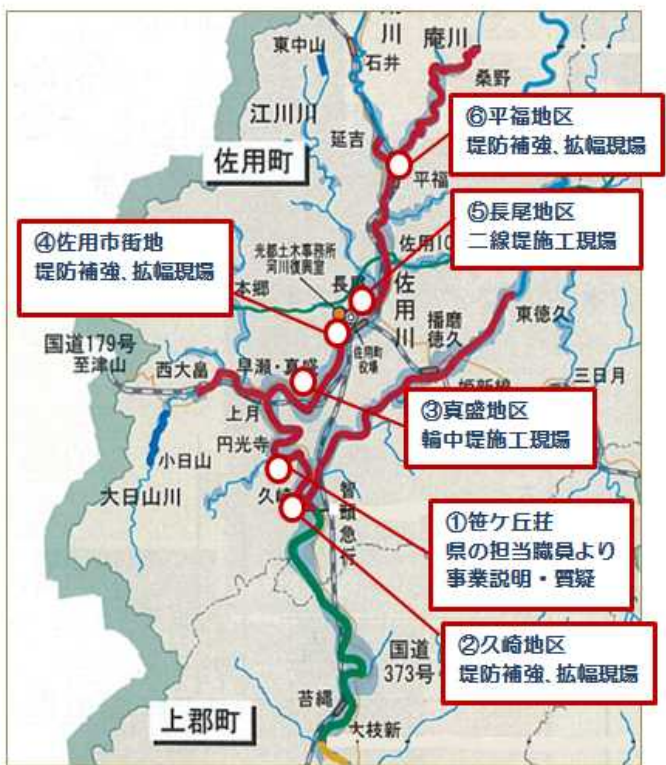 庵川
東中山
石井
桑野
江川川
延吉
佐用町
平福
⑥平福地区
堤防補強、拡幅現場
⑤長尾地区
二線堤施工現場
④佐用市街地
堤防補強、拡幅現場
光都土木事務所
河川復興室
長尾
佐用IC
本郷
佐用川
佐用町
役場
播磨
徳久
東徳久
国道179号
至津山
西大畠
早瀬・真盛
姫新線
三日月
上月
③真盛地区
輪中堤施工現場
円光寺
小日山
大日山川
久崎
智頭急行
①笹ケ丘荘
県の担当職員より
事業説明・質疑
②久崎地区
堤防補強、拡幅現場
国道
373号
苔縄
上郡町
大枝新